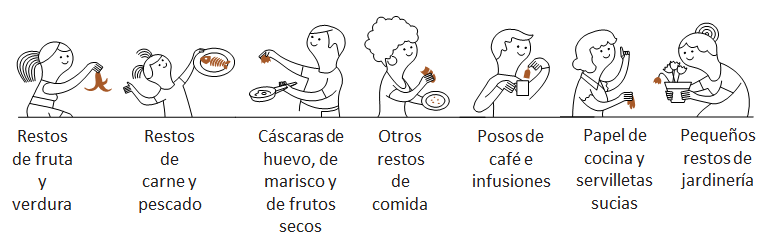 Restos
de fruta
y
verdura
Restos
de
carne y
pescado
Cáscaras de
huevo, de
marisco y
de frutos
secos
Otros
restos
de
comida
Posos de
café e
infusiones
Papel de
cocina y
servilletas
sucias
Pequeños
restos de
jardinería